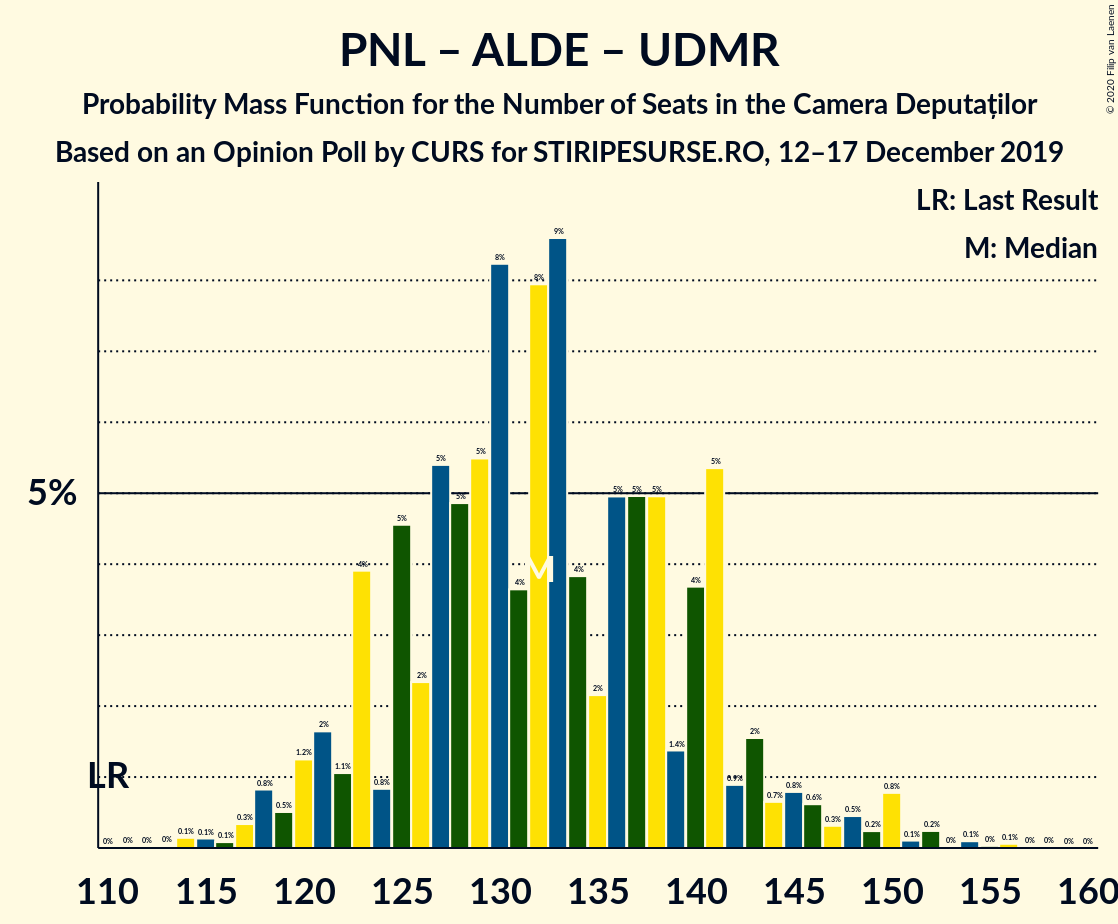 PNL – ALDE – UDMR
Probability Mass Function for the Number of Seats in the Camera Deputaților
Based on an Opinion Poll by CURS for STIRIPESURSE.RO, 12–17 December 2019
© 2020 Filip van Laenen
LR: Last Result
M: Median
5%
LR
M
0% 0% 0% 0% 0.1% 0.1% 0.1% 0.3% 0.8% 0.5% 1.2% 2% 1.1% 4% 0.8% 5% 2% 5% 5% 5% 8% 4% 8% 9% 4% 2% 5% 5% 5% 1.4% 4% 5% 0.9% 2% 0.7% 0.8% 0.6% 0.3% 0.5% 0.2% 0.8% 0.1% 0.2% 0% 0.1% 0% 0.1% 0% 0% 0% 0%
110 115 120 125 130 135 140 145 150 155 160